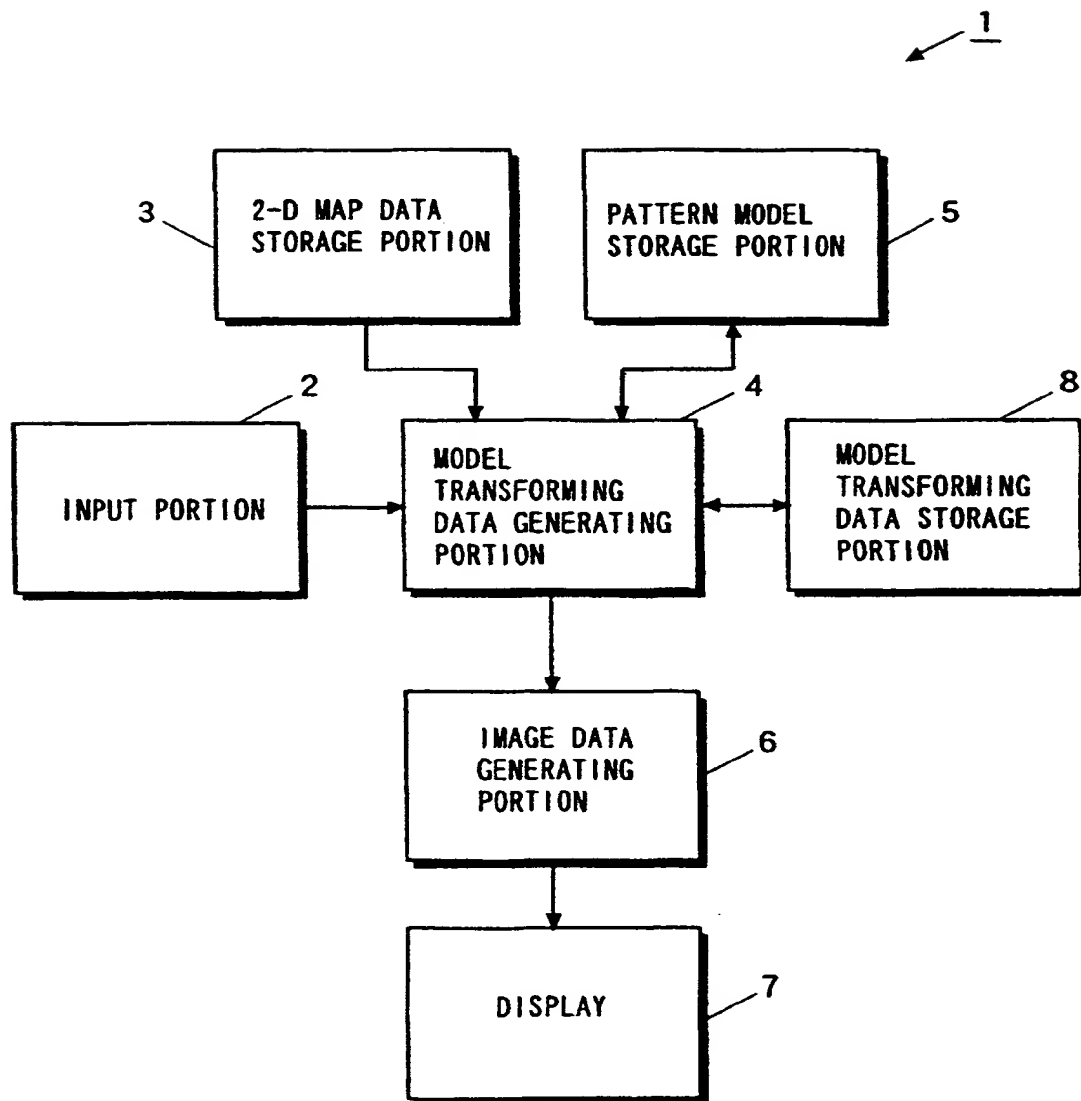 1
3
2-D MAP DATA
STORAGE PORTION
PATTERN MODEL
STORAGE PORTION
5
2
INPUT PORTION
4
MODEL
TRANSFORMING
DATA GENERATING
PORTION
8
MODEL
TRANSFORMING
DATA STORAGE
PORTION
IMAGE DATA
GENERATING
PORTION
6
DISPLAY
7